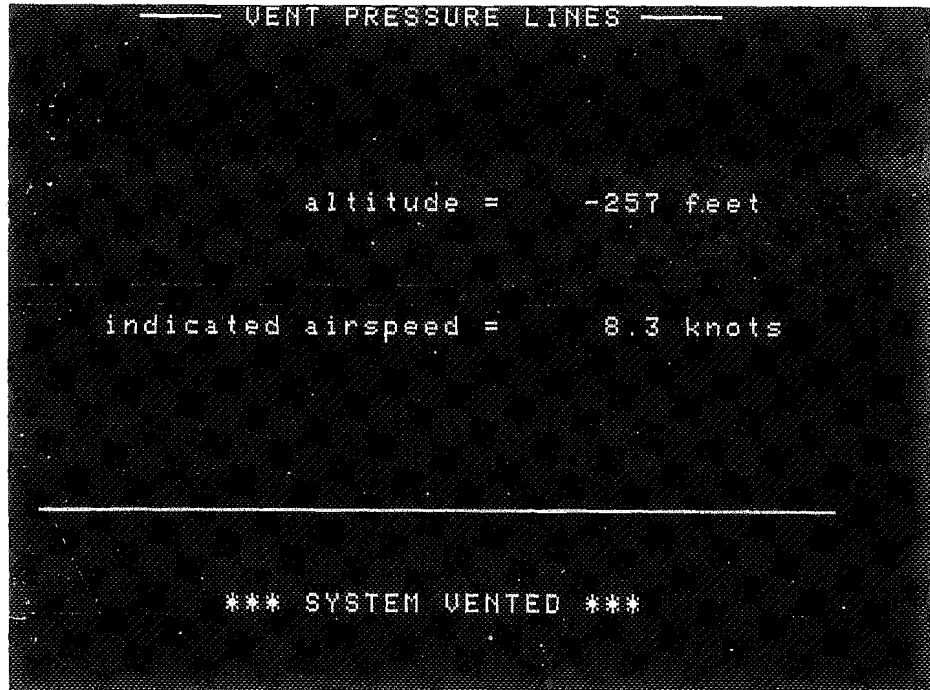 VENT PRESSURE LINES
altitude = -257 feet
indicated airspeed = 8.3 knots
*** SYSTEM VENTED ***